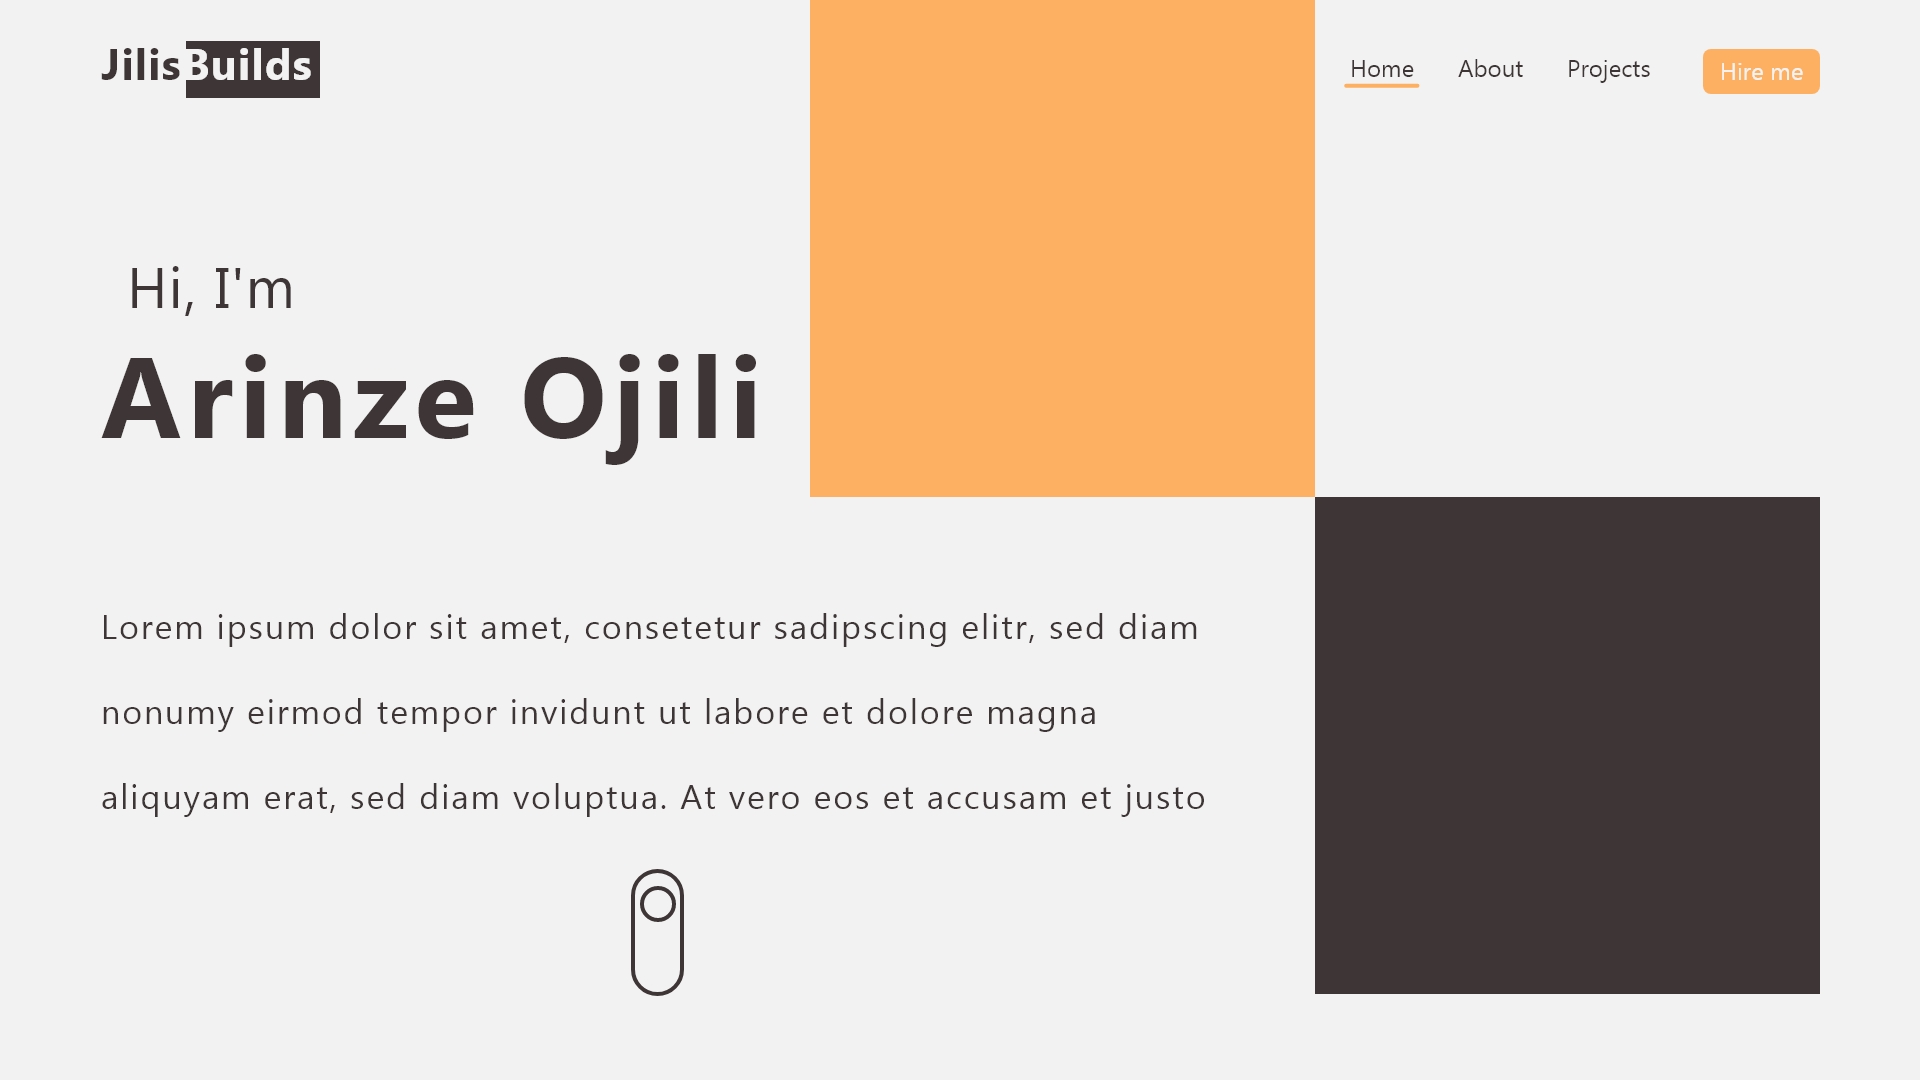 JilisBuilds
Home About Projects Hire me
Hi, I'm
Arinze Ojili
Lorem ipsum dolor sit amet, consetetur sadipscing elitr, sed diam
nonumy eirmod tempor invidunt ut labore et dolore magna
aliquyam erat, sed diam voluptua. At vero eos et accusam et justo